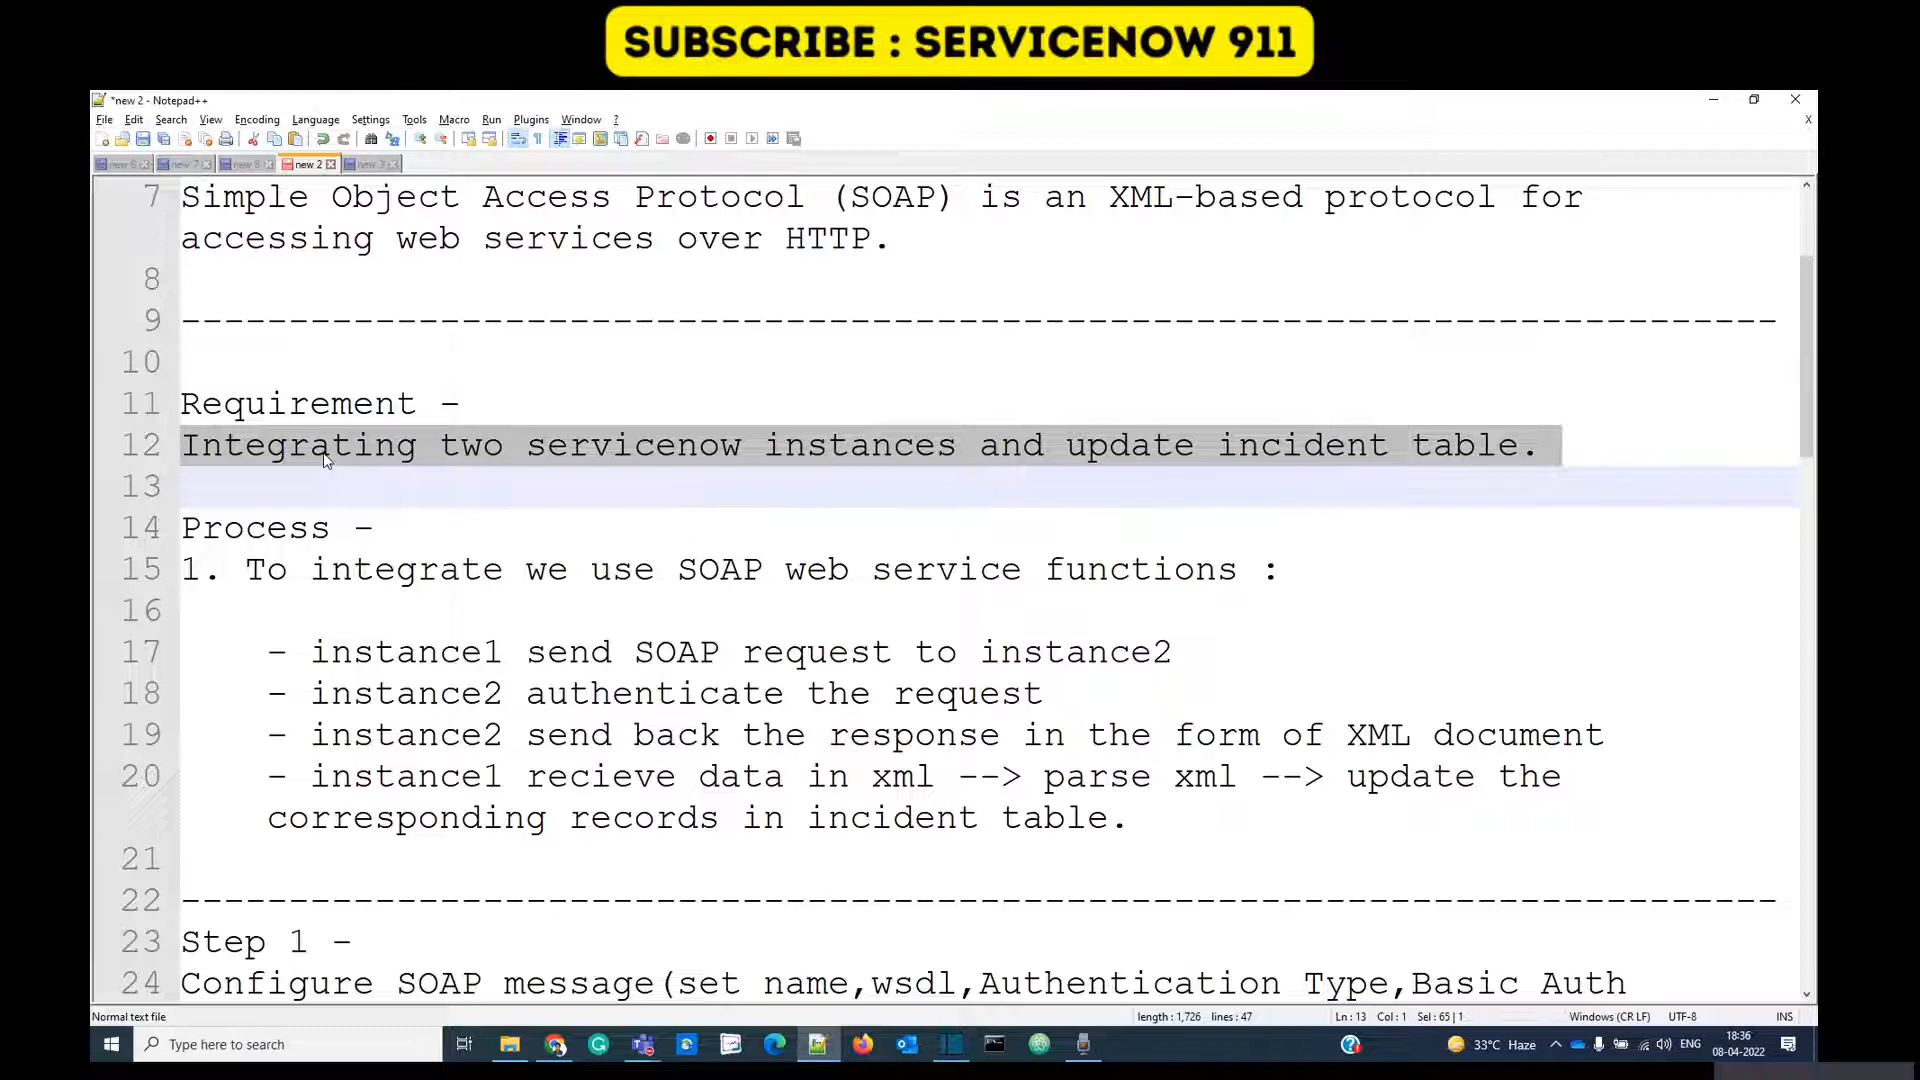 SUBSCRIBE : SERVICENOW 911
*new 2 - Notepad++
File Edit Search View Encoding Language Settings Tools Macro Run Plugins Window ?
X
new 6 new 7 new 8 new 2 new 3
7 Simple Object Access Protocol (SOAP) is an XML-based protocol for
accessing web services over HTTP.
8
9 --------------------------------------------------------------------------
10
11 Requirement -
12 Integrating two servicenow instances and update incident table.
13
14 Process -
15 1. To integrate we use SOAP web service functions :
16
17 - instance1 send SOAP request to instance2
18 - instance2 authenticate the request
19 - instance2 send back the response in the form of XML document
20 - instance1 recieve data in xml --> parse xml --> update the
corresponding records in incident table.
21
22 --------------------------------------------------------------------------
23 Step 1 -
24 Configure SOAP message(set name,wsdl,Authentication Type,Basic Auth
Normal text file length : 1,726 lines : 47 Ln : 13 Col : 1 Sel : 65 | 1 Windows (CR LF) UTF-8 INS
Type here to search 33°C Haze ENG 18:36
08-04-2022